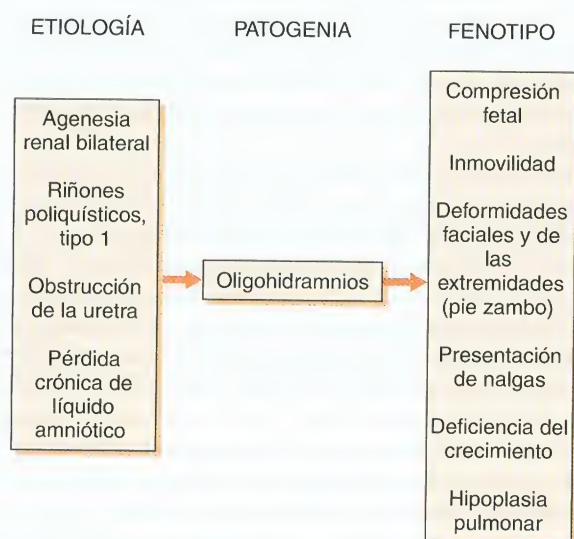 ETIOLOGÍA
PATOGENIA
FENOTIPO
Agenesia
renal bilateral
Riñones
poliquísticos,
tipo 1
Obstrucción
de la uretra
Pérdida
crónica de
líquido
amniótico
Oligohidramnios
Compresión
fetal
Inmovilidad
Deformidades
faciales y de
las
extremidades
(pie zambo)
Presentación
de nalgas
Deficiencia del
crecimiento
Hipoplasia
pulmonar